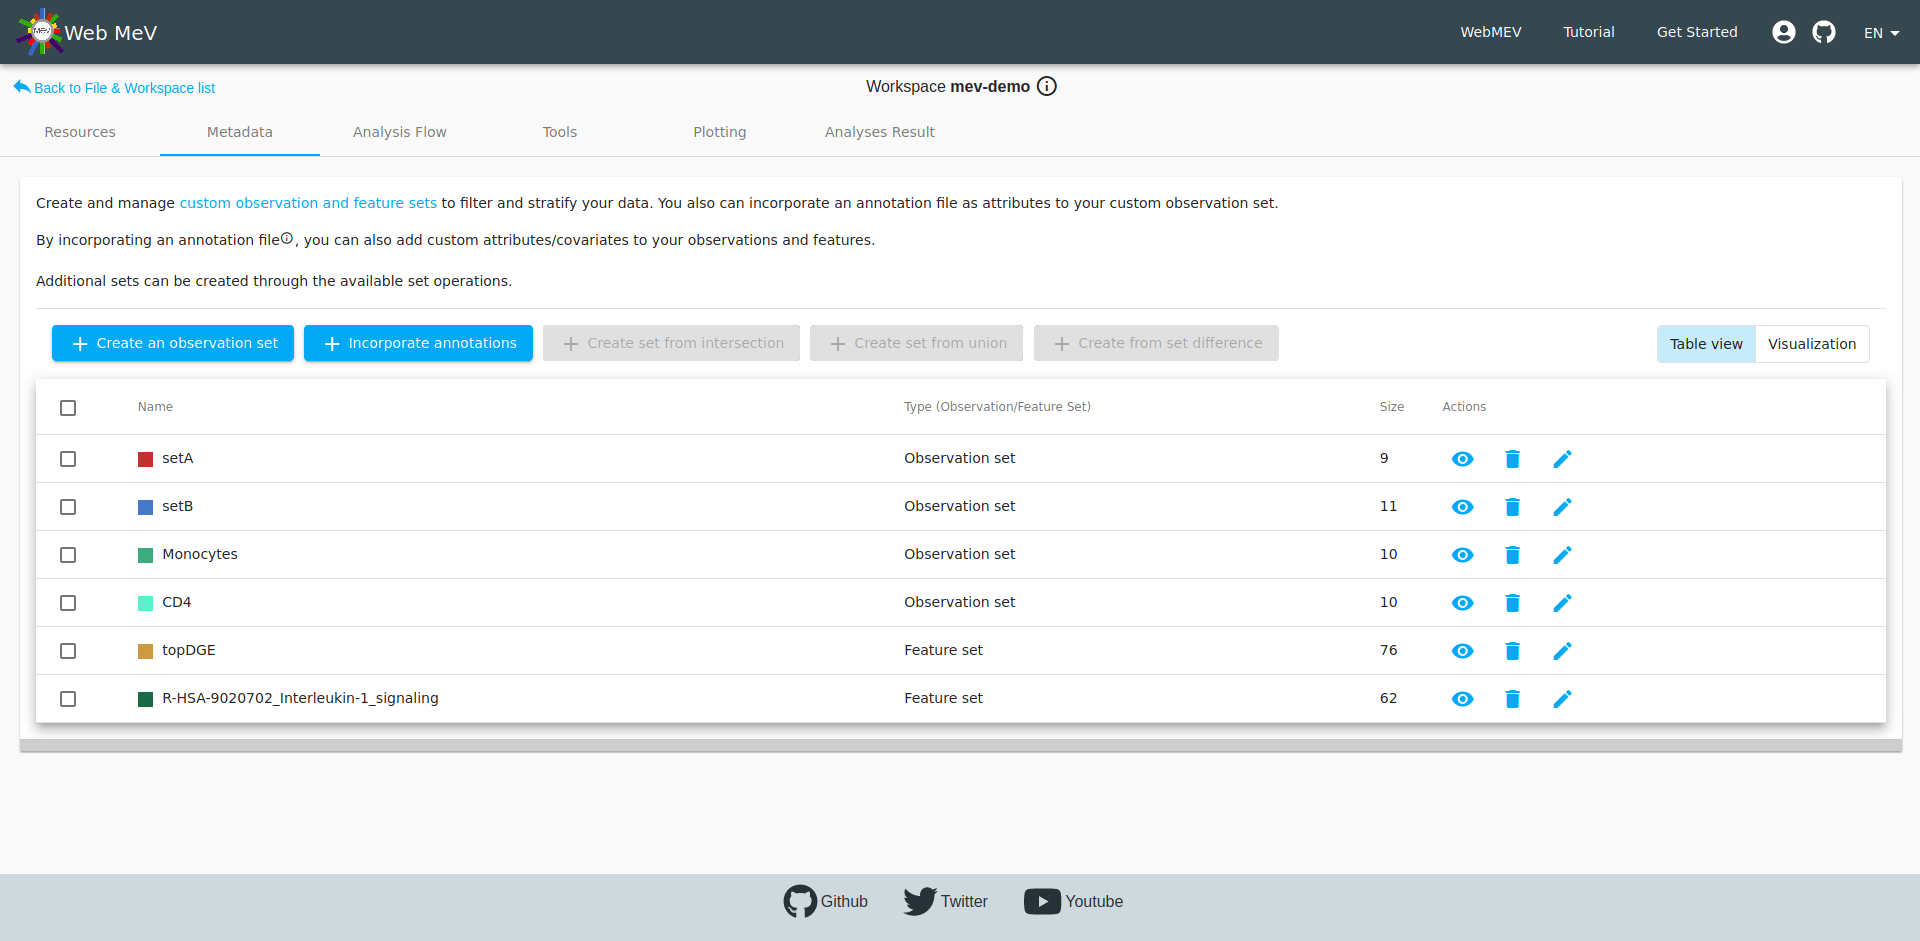 MEV Web MeV WebMEV Tutorial Get Started EN
Back to File & Workspace list Workspace mev-demo
Resources Metadata Analysis Flow Tools Plotting Analyses Result
Create and manage custom observation and feature sets to filter and stratify your data. You also can incorporate an annotation file as attributes to your custom observation set.
By incorporating an annotation file, you can also add custom attributes/covariates to your observations and features.
Additional sets can be created through the available set operations.
Create an observation set Incorporate annotations Create set from intersection Create set from union Create from set difference Table view Visualization
Name Type (Observation/Feature Set) Size Actions
setA Observation set 9
setB Observation set 11
Monocytes Observation set 10
CD4 Observation set 10
topDGE Feature set 76
R-HSA-9020702_Interleukin-1_signaling Feature set 62
Github Twitter Youtube